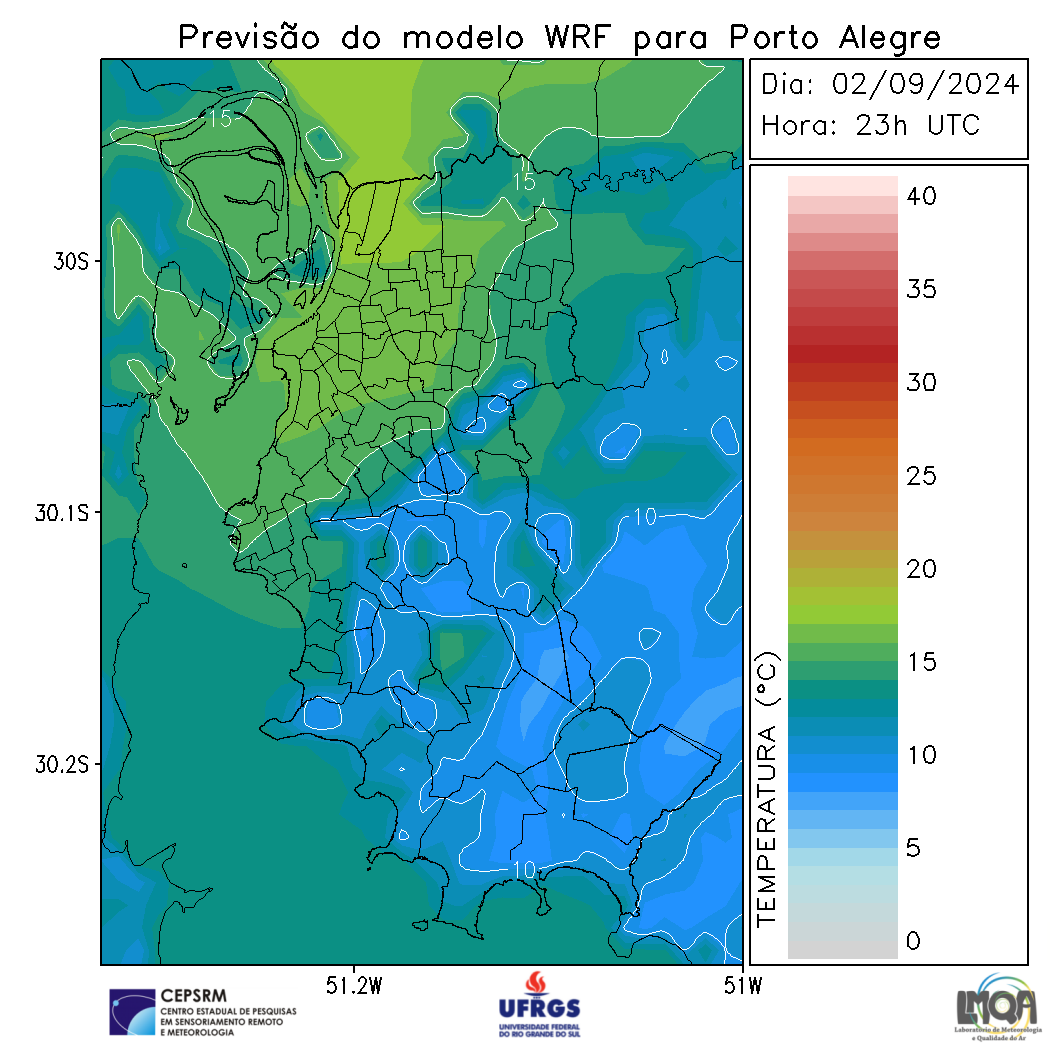 Previsão do modelo WRF para Porto Alegre
Dia: 02/09/2024
Hora: 23h UTC
15
15
10
10
30S
30.1S
30.2S
51.2W
51W
TEMPERATURA (°C)
40
35
30
25
20
15
10
5
0
CEPSRM
CENTRO ESTADUAL DE PESQUISAS
EM SENSORIAMENTO REMOTO
E METEOROLOGIA
UFRGS
UNIVERSIDADE FEDERAL
DO RIO GRANDE DO SUL
LMQA
Laboratório de Meteorologia
e Qualidade do Ar